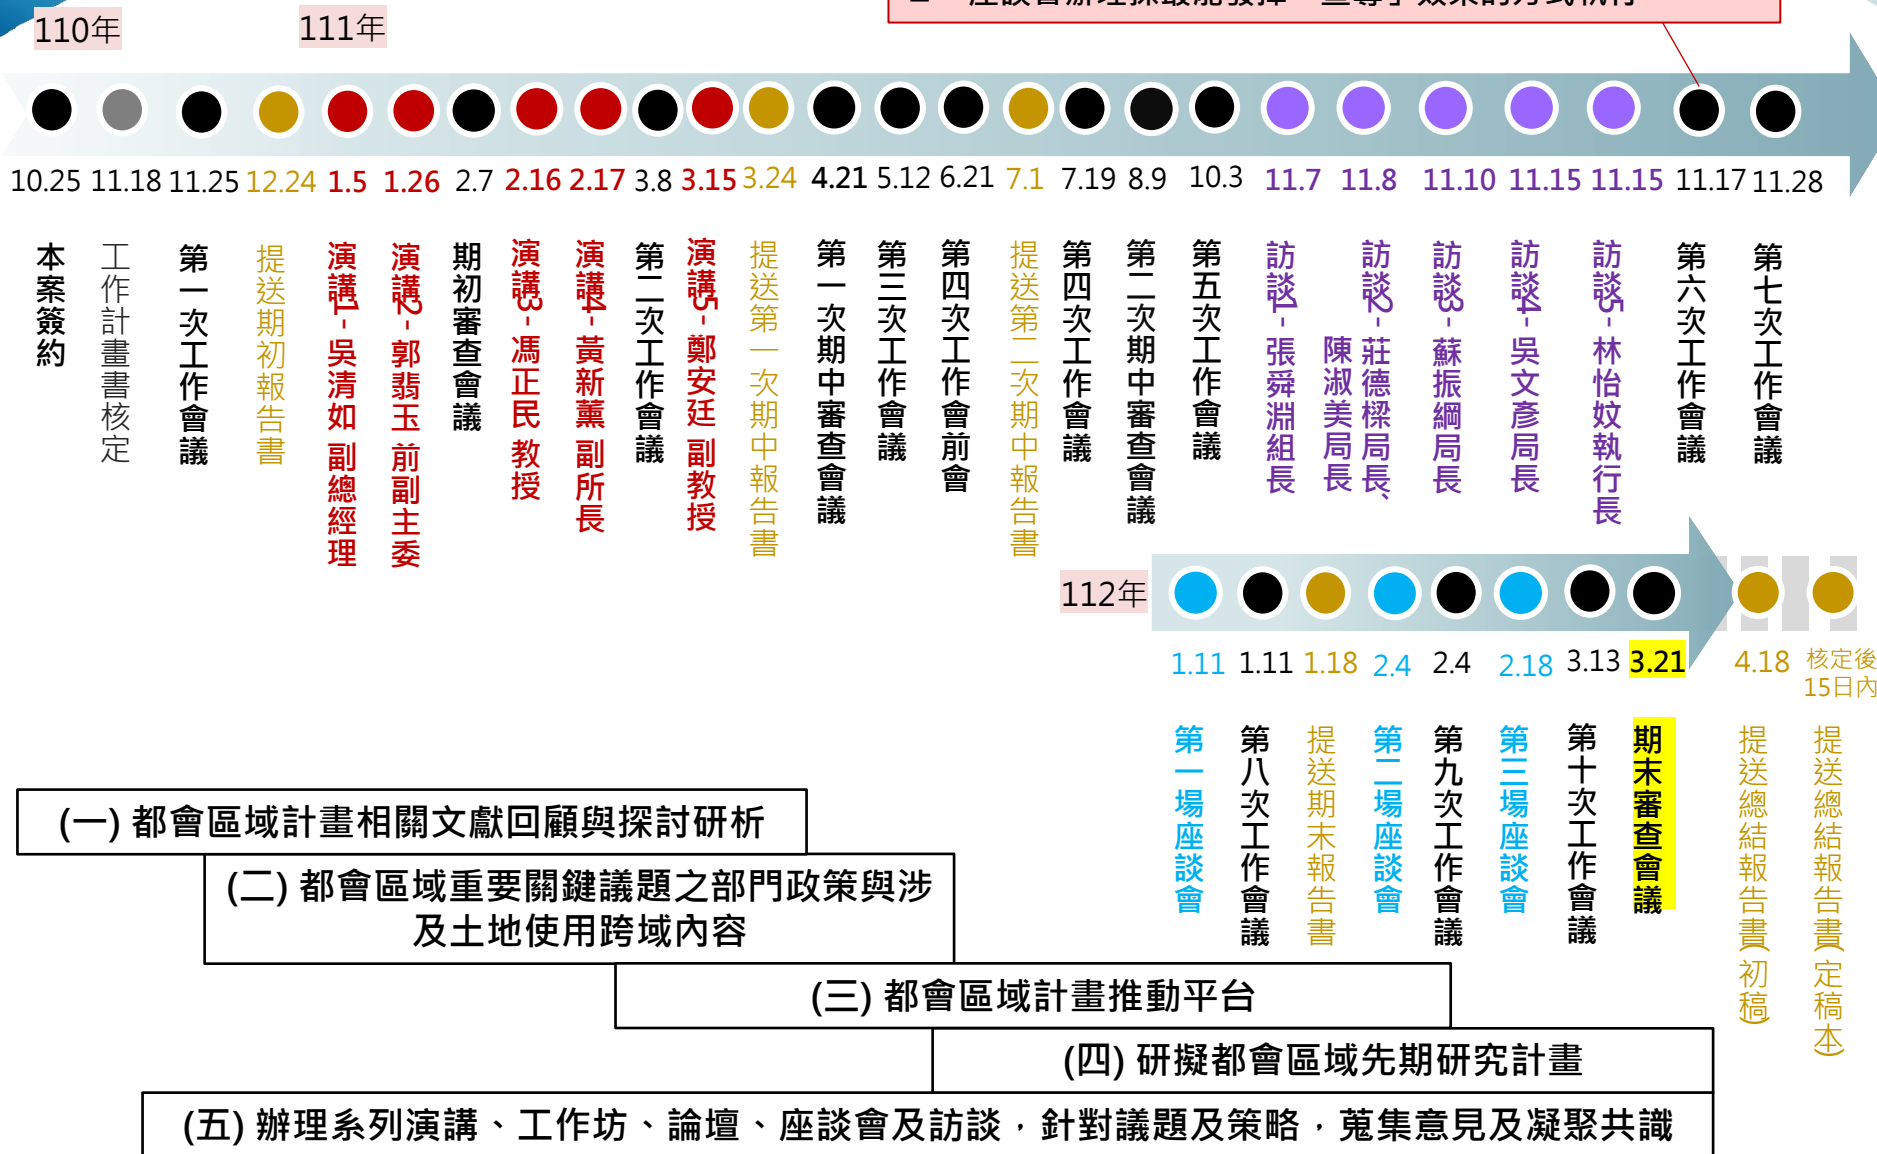 110年
111年
10.25
11.18
11.25
12.24
1.5
1.26
2.7
2.16
2.17
3.8
3.15
3.24
4.21
5.12
6.21
7.1
7.19
8.9
10.3
11.7
11.8
11.10
11.15
11.15
11.17
11.28
本案簽約
工作計畫書核定
第一次工作會議
提送期初報告書
演講1-吳清如 副總經理
演講2-郭翡玉 前副主委
期初審查會議
演講3-馮正民 教授
演講4-黃新薰 副所長
第二次工作會議
演講5-鄭安廷 副教授
提送第一次期中報告書
第一次期中審查會議
第三次工作會議
第四次工作會前會
提送第二次期中報告書
第四次工作會議
第二次期中審查會議
第五次工作會議
訪談1-張舜淵組長
訪談2-莊德樑局長、
陳淑美局長
訪談3-蘇振綱局長
訪談4-吳文彥局長
訪談5-林怡妏執行長
第六次工作會議
第七次工作會議
112年
1.11
1.11
1.18
2.4
2.4
2.18
3.13
3.21
4.18
核定後
15日內
第一場座談會
第八次工作會議
提送期末報告書
第二場座談會
第九次工作會議
第三場座談會
第十次工作會議
期末審查會議
提送總結報告書(初稿)
提送總結報告書(定稿本)
(一) 都會區域計畫相關文獻回顧與探討研析
(二) 都會區域重要關鍵議題之部門政策與涉
及土地使用跨域內容
(三) 都會區域計畫推動平台
(四) 研擬都會區域先期研究計畫
(五) 辦理系列演講、工作坊、論壇、座談會及訪談，針對議題及策略，蒐集意見及凝聚共識